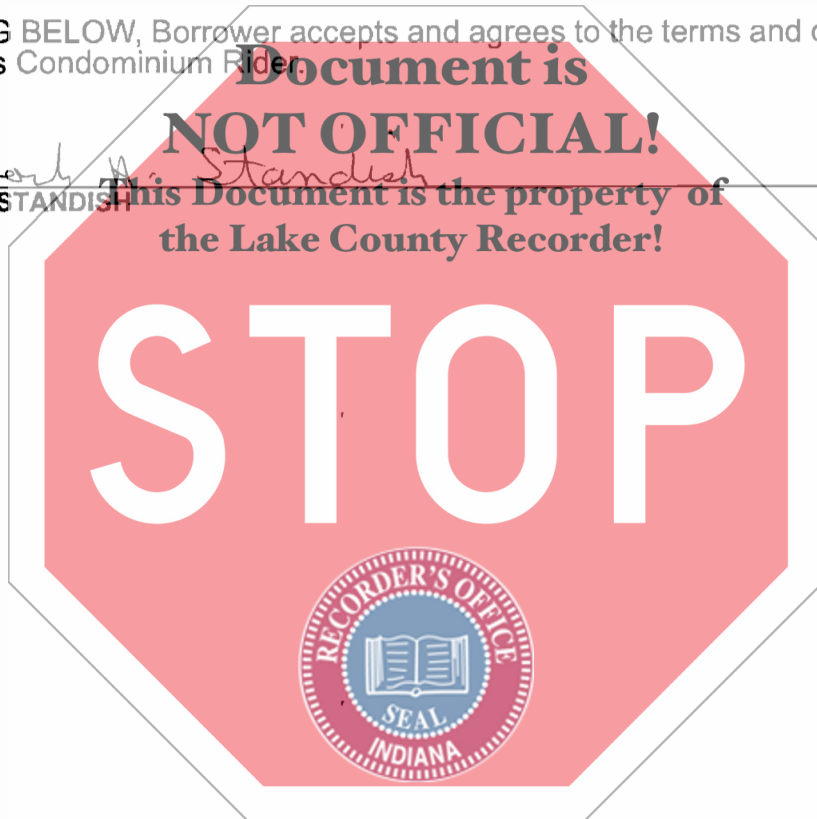 BELOW, Borrower accepts and agrees to the terms and
Condominium Rider.
Document is
NOT OFFICIAL!
H. Standish
STANDISH
This Document is the property of
the Lake County Recorder!
STOP
RECORDER'S OFFICE
SEAL
INDIANA